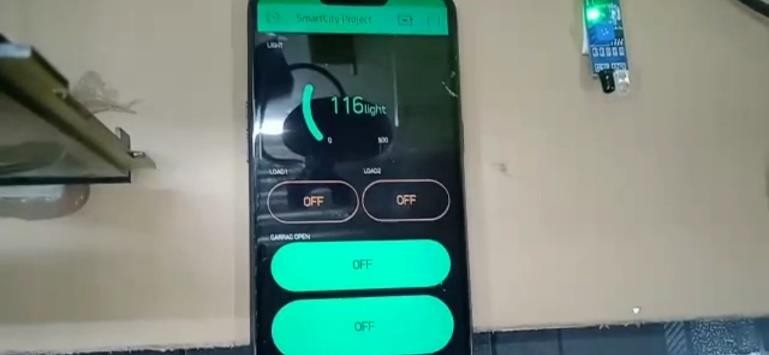 SmartCity Project
LIGHT
116light
0 500
LOAD1 LOAD2
OFF OFF
GARRAG OPEN
OFF
OFF